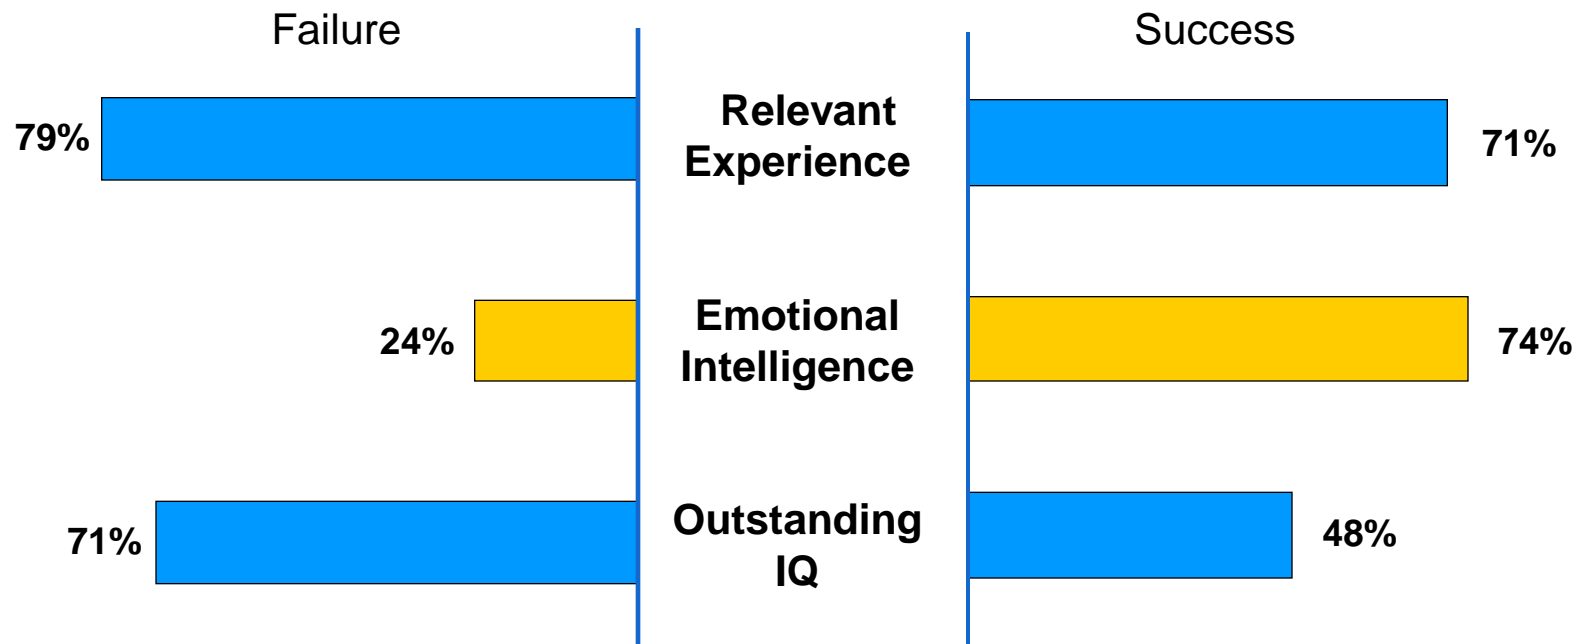 Failure
Success
79%
Relevant
Experience
71%
24%
Emotional
Intelligence
74%
71%
Outstanding
IQ
48%